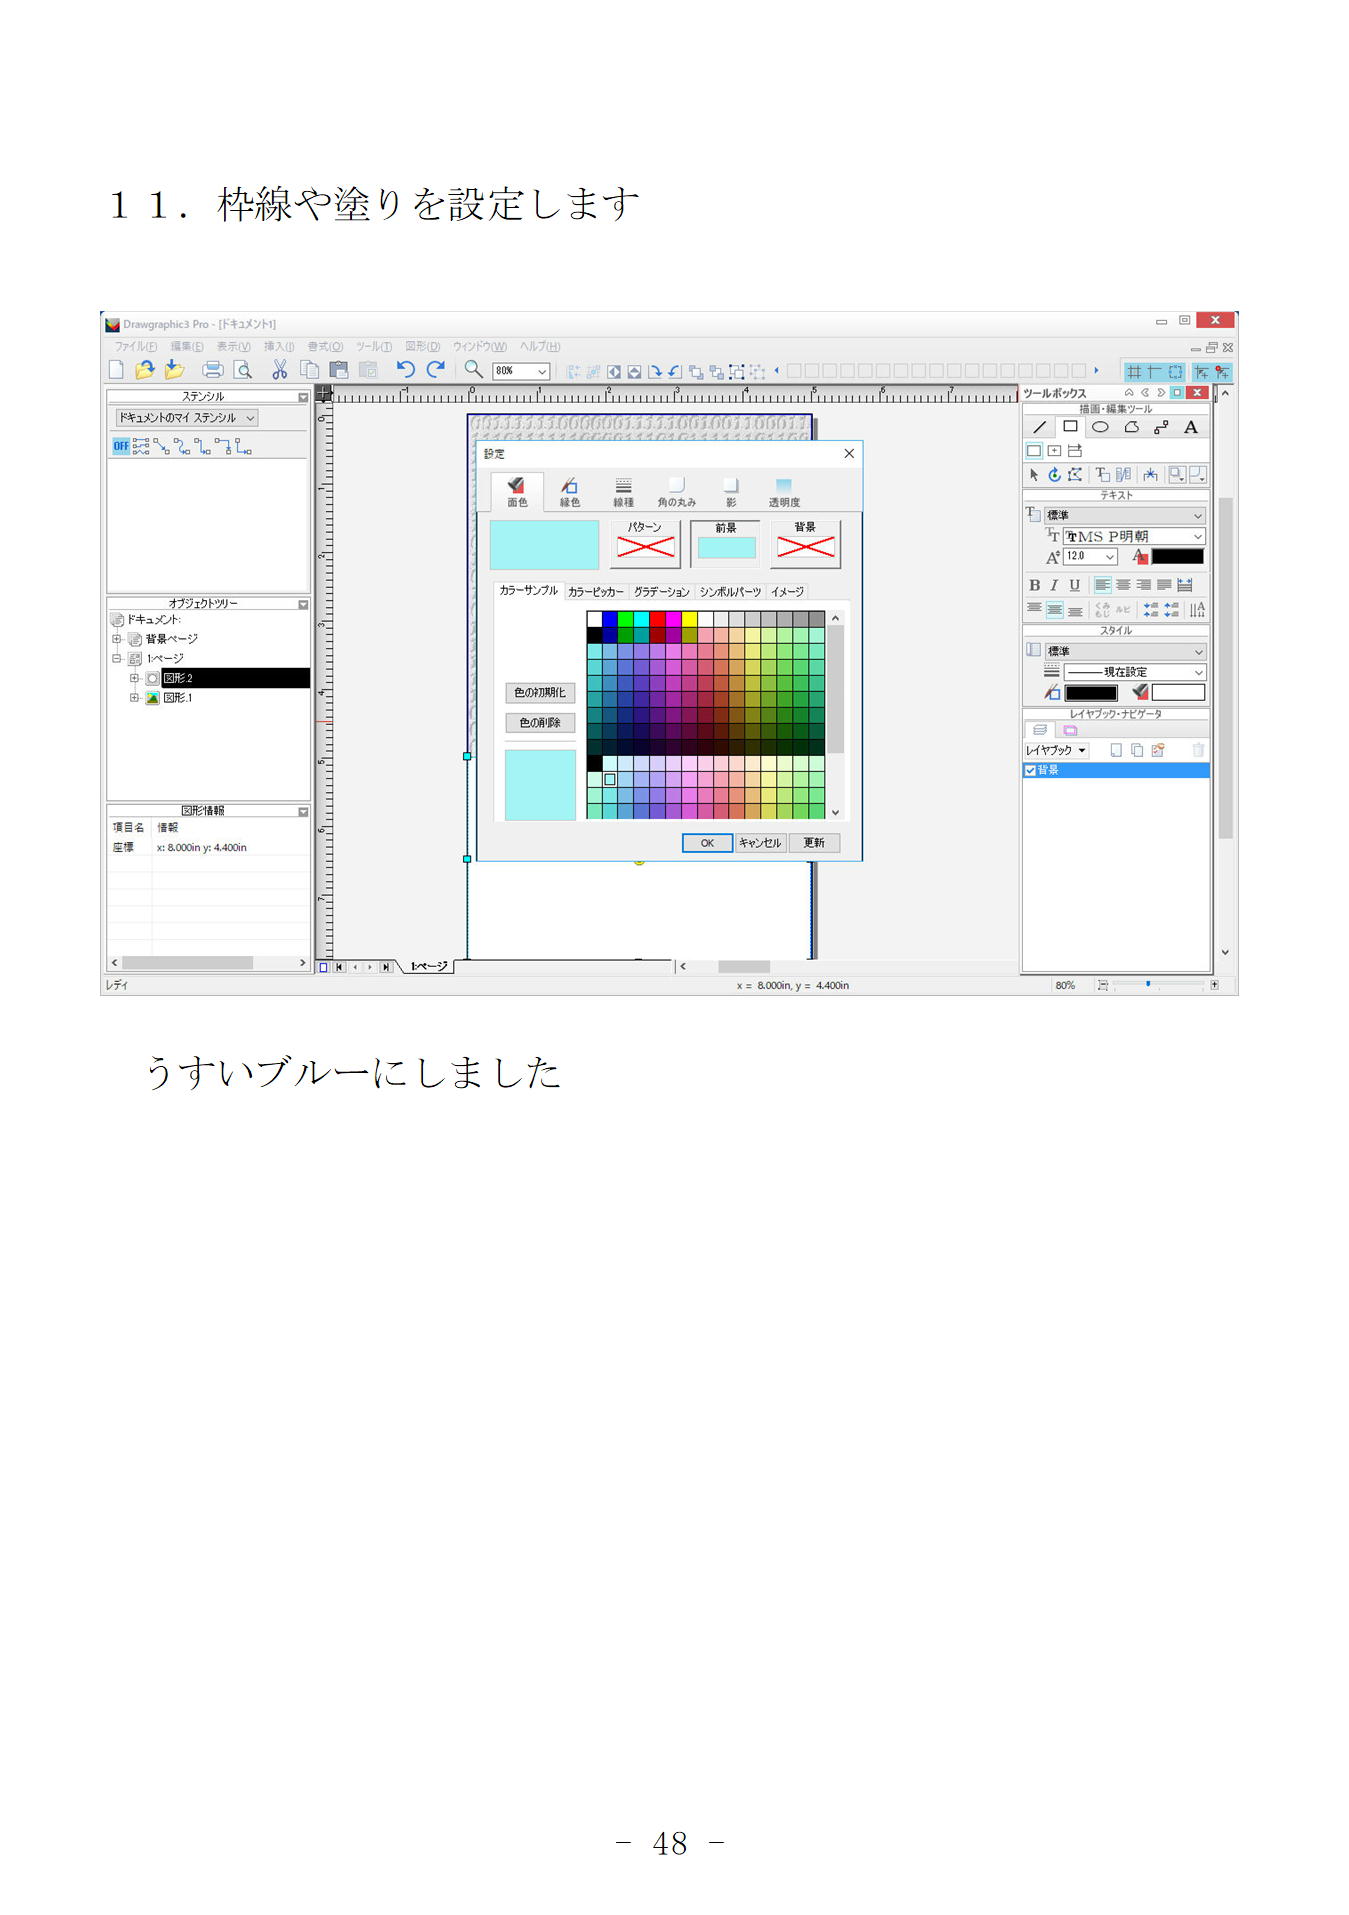 １１．枠線や塗りを設定します
Drawgraphic3 Pro - [ドキュメント1]
ファイル(F) 編集(E) 表示(V) 挿入(I) 書式(O) ツール(T) 図形(D) ウィンドウ(W) ヘルプ(H)
80%
ステンシル
ドキュメントのマイ ステンシル
OFF
オブジェクトツリー
ドキュメント:
背景ページ
1:ページ
図形.2
図形.1
図形情報
項目名 情報
座標 x: 8.000in y: 4.400in
設定
面色 縁色 線種 角の丸み 影 透明度
パターン 前景 背景
カラーサンプル カラーピッカー グラデーション シンボルパーツ イメージ
色の初期化
色の削除
OK キャンセル 更新
1:ページ
ツールボックス
描画・編集ツール
A
テキスト
標準
MS P明朝
12.0
B I U
スタイル
標準
現在設定
レイヤブック・ナビゲータ
レイヤブック
背景
レディ
x = 8.000in, y = 4.400in
80%
うすいブルーにしました
- 48 -